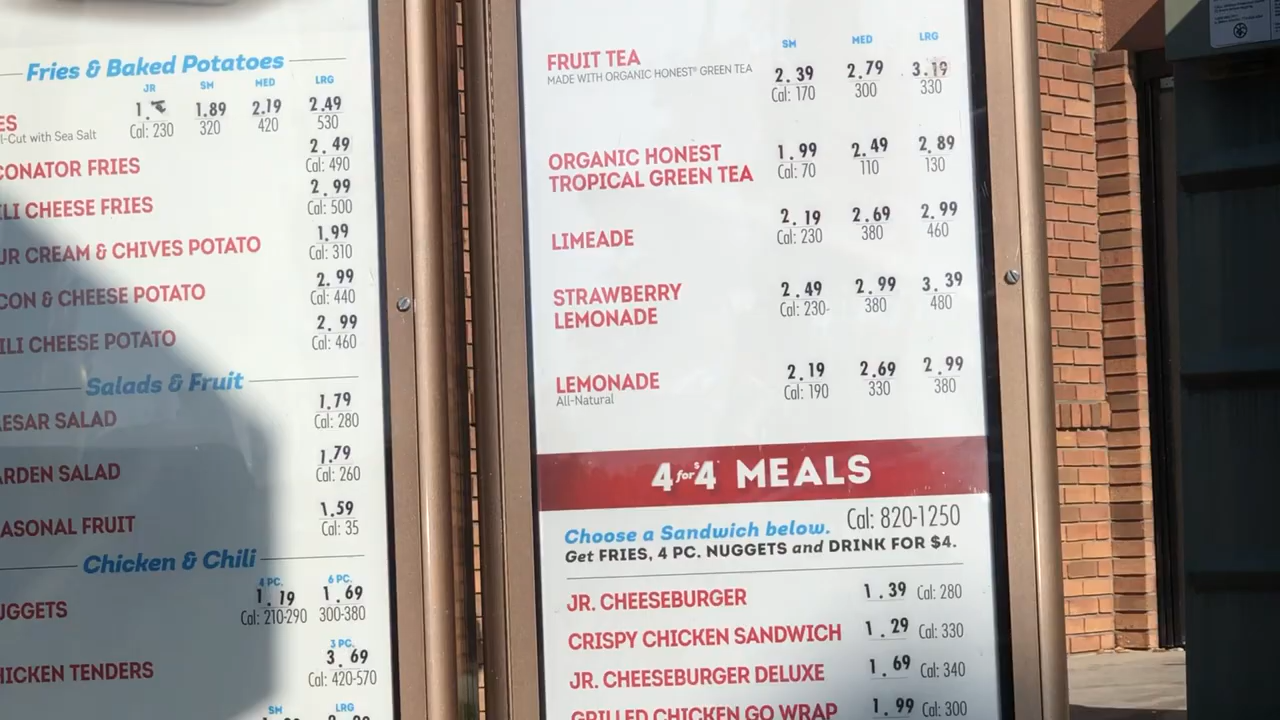 Fries & Baked Potatoes
JR SM MED LRG
1. 1.89 2.19 2.49
l-Cut with Sea Salt Cal: 230 320 420 530
CONATOR FRIES 2.49
Cal: 490
LI CHEESE FRIES 2.99
Cal: 500
UR CREAM & CHIVES POTATO 1.99
Cal: 310
CON & CHEESE POTATO 2.99
Cal: 440
ILI CHEESE POTATO 2.99
Cal: 460
Salads & Fruit
ESAR SALAD 1.79
Cal: 280
RDEN SALAD 1.79
Cal: 260
ASONAL FRUIT 1.59
Cal: 35
Chicken & Chili
4 PC. 6 PC.
UGGETS 1.19 1.69
Cal: 210-290 300-380
3 PC.
HICKEN TENDERS 3.69
Cal: 420-570
SM LRG
SM MED LRG
FRUIT TEA 2.39 2.79 3.19
MADE WITH ORGANIC HONEST® GREEN TEA Cal: 170 300 330
ORGANIC HONEST 1.99 2.49 2.89
TROPICAL GREEN TEA Cal: 70 110 130
LIMEADE 2.19 2.69 2.99
Cal: 230 380 460
STRAWBERRY 2.49 2.99 3.39
LEMONADE Cal: 230- 380 480
LEMONADE 2.19 2.69 2.99
All-Natural Cal: 190 330 380
4 for $4 MEALS
Choose a Sandwich below. Cal: 820-1250
Get FRIES, 4 PC. NUGGETS and DRINK FOR $4.
JR. CHEESEBURGER 1.39 Cal: 280
CRISPY CHICKEN SANDWICH 1.29 Cal: 330
JR. CHEESEBURGER DELUXE 1.69 Cal: 340
GRILLED CHICKEN GO WRAP 1.99 Cal: 300